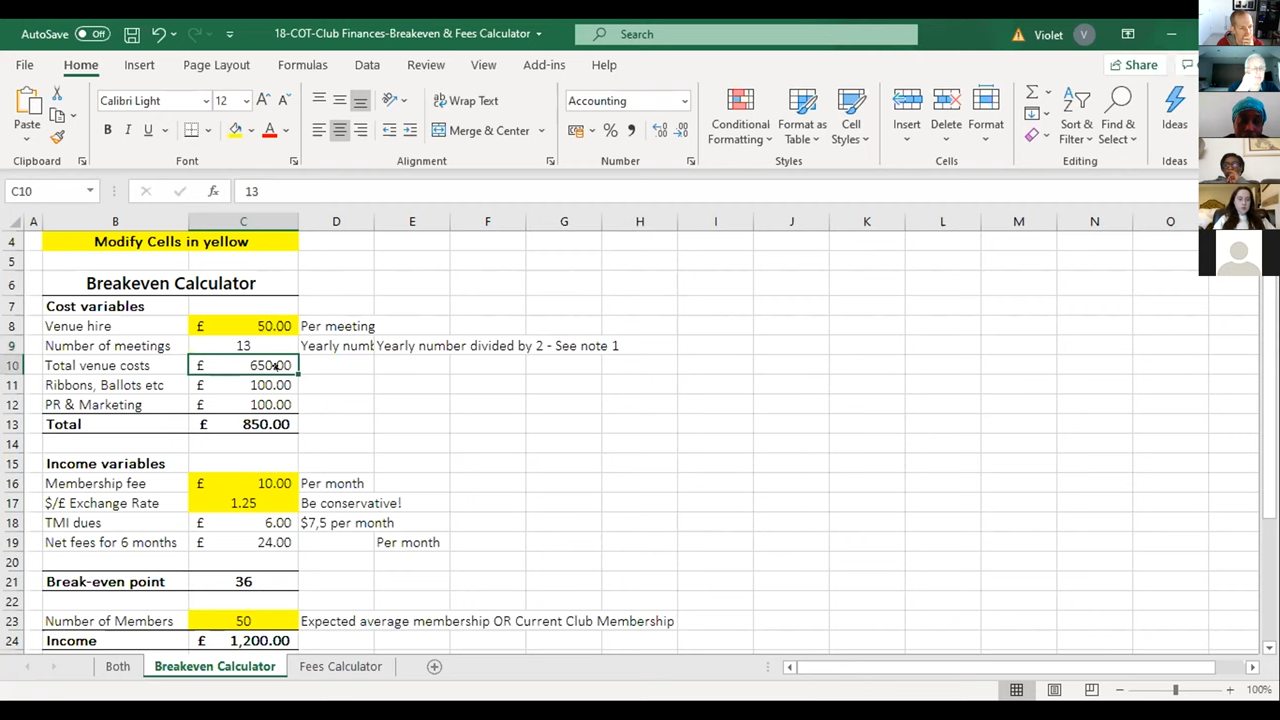 AutoSave Off 18-COT-Club Finances-Breakeven & Fees Calculator Search Violet V
File Home Insert Page Layout Formulas Data Review View Add-ins Help Share
Paste Calibri Light 12 Wrap Text Accounting Conditional Formatting Format as Table Cell Styles Insert Delete Format Sort & Filter Find & Select Ideas
B I U Merge & Center
Clipboard Font Alignment Number Styles Cells Editing Ideas
C10 fx 13
A B C D E F G H I J K L M N O
4 Modify Cells in yellow
5
6 Breakeven Calculator
7 Cost variables
8 Venue hire £ 50.00 Per meeting
9 Number of meetings 13 Yearly numb Yearly number divided by 2 - See note 1
10 Total venue costs £ 650.00
11 Ribbons, Ballots etc £ 100.00
12 PR & Marketing £ 100.00
13 Total £ 850.00
14
15 Income variables
16 Membership fee £ 10.00 Per month
17 $/£ Exchange Rate 1.25 Be conservative!
18 TMI dues £ 6.00 $7,5 per month
19 Net fees for 6 months £ 24.00 Per month
20
21 Break-even point 36
22
23 Number of Members 50 Expected average membership OR Current Club Membership
24 Income £ 1,200.00
Both Breakeven Calculator Fees Calculator
100%